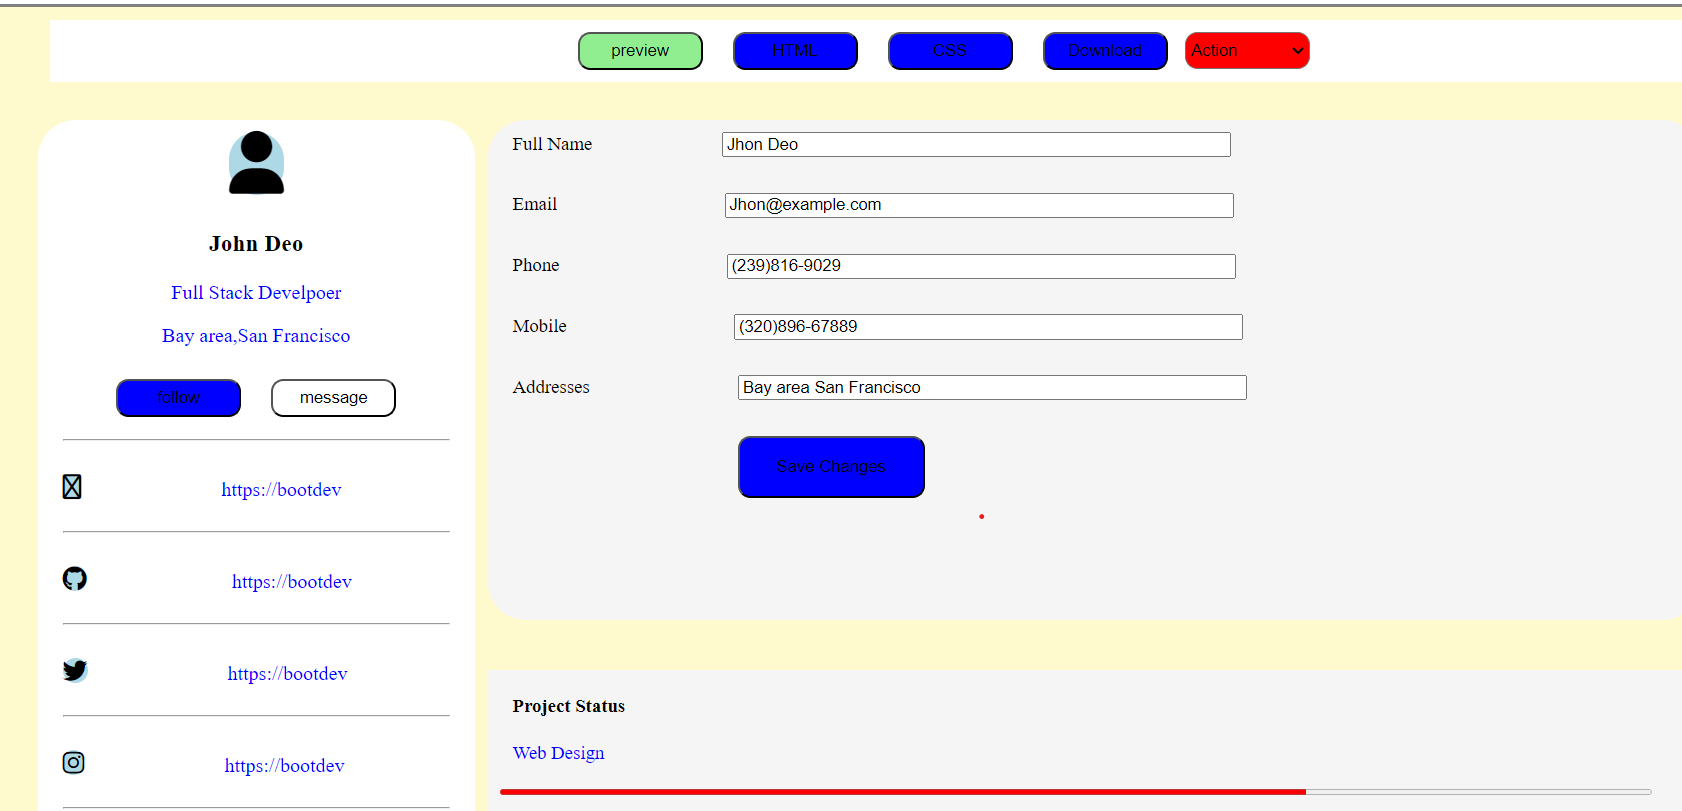 preview HTML CSS Download Action
John Deo
Full Stack Develpoer
Bay area,San Francisco
follow message
https://bootdev
https://bootdev
https://bootdev
https://bootdev
Full Name Jhon Deo
Email Jhon@example.com
Phone (239)816-9029
Mobile (320)896-67889
Addresses Bay area San Francisco
Save Changes
Project Status
Web Design